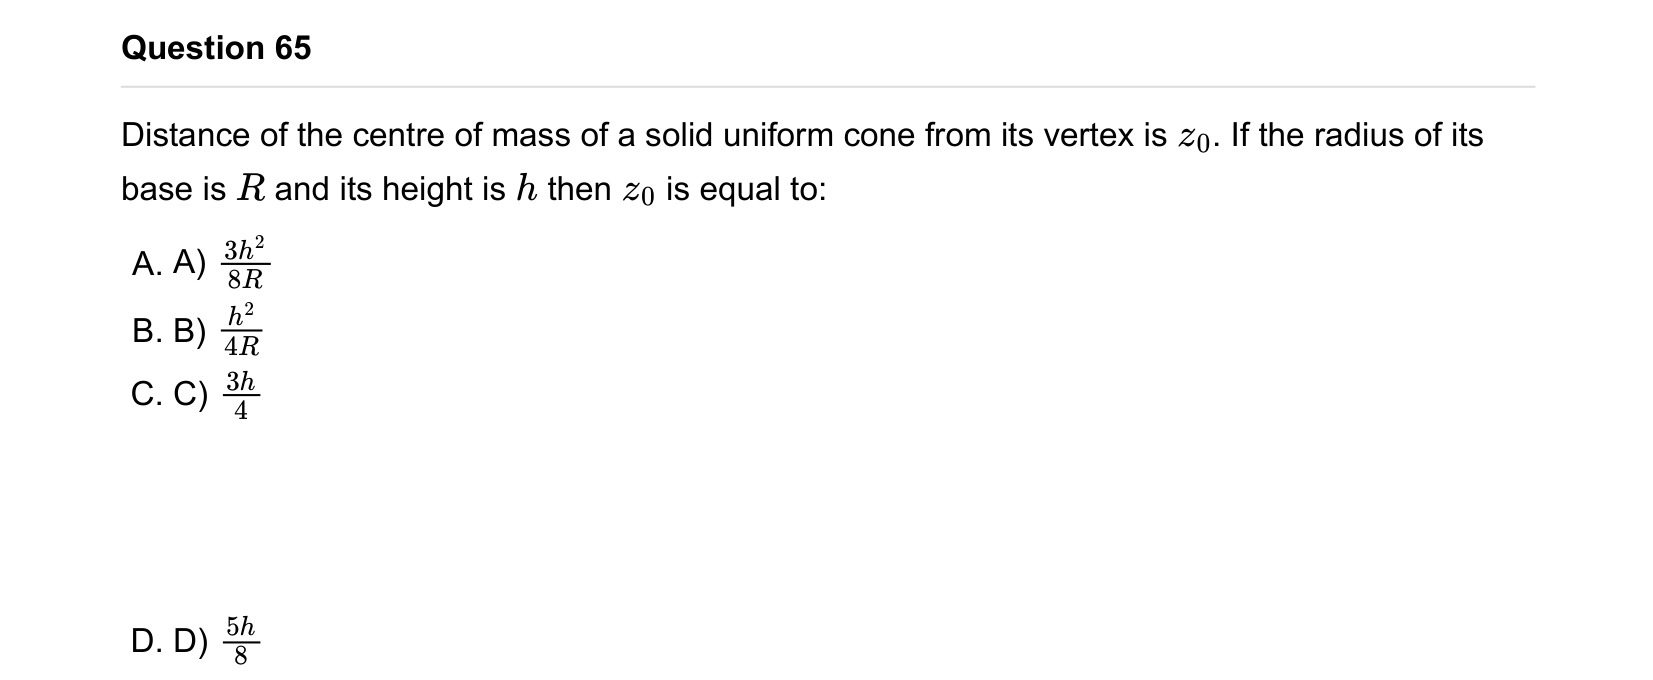 Question 65
Distance of the centre of mass of a solid uniform cone from its vertex is $z_0$. If the radius of its
base is $R$ and its height is $h$ then $z_0$ is equal to:
A. A) $\frac{3h^2}{8R}$
B. B) $\frac{h^2}{4R}$
C. C) $\frac{3h}{4}$
D. D) $\frac{5h}{8}$